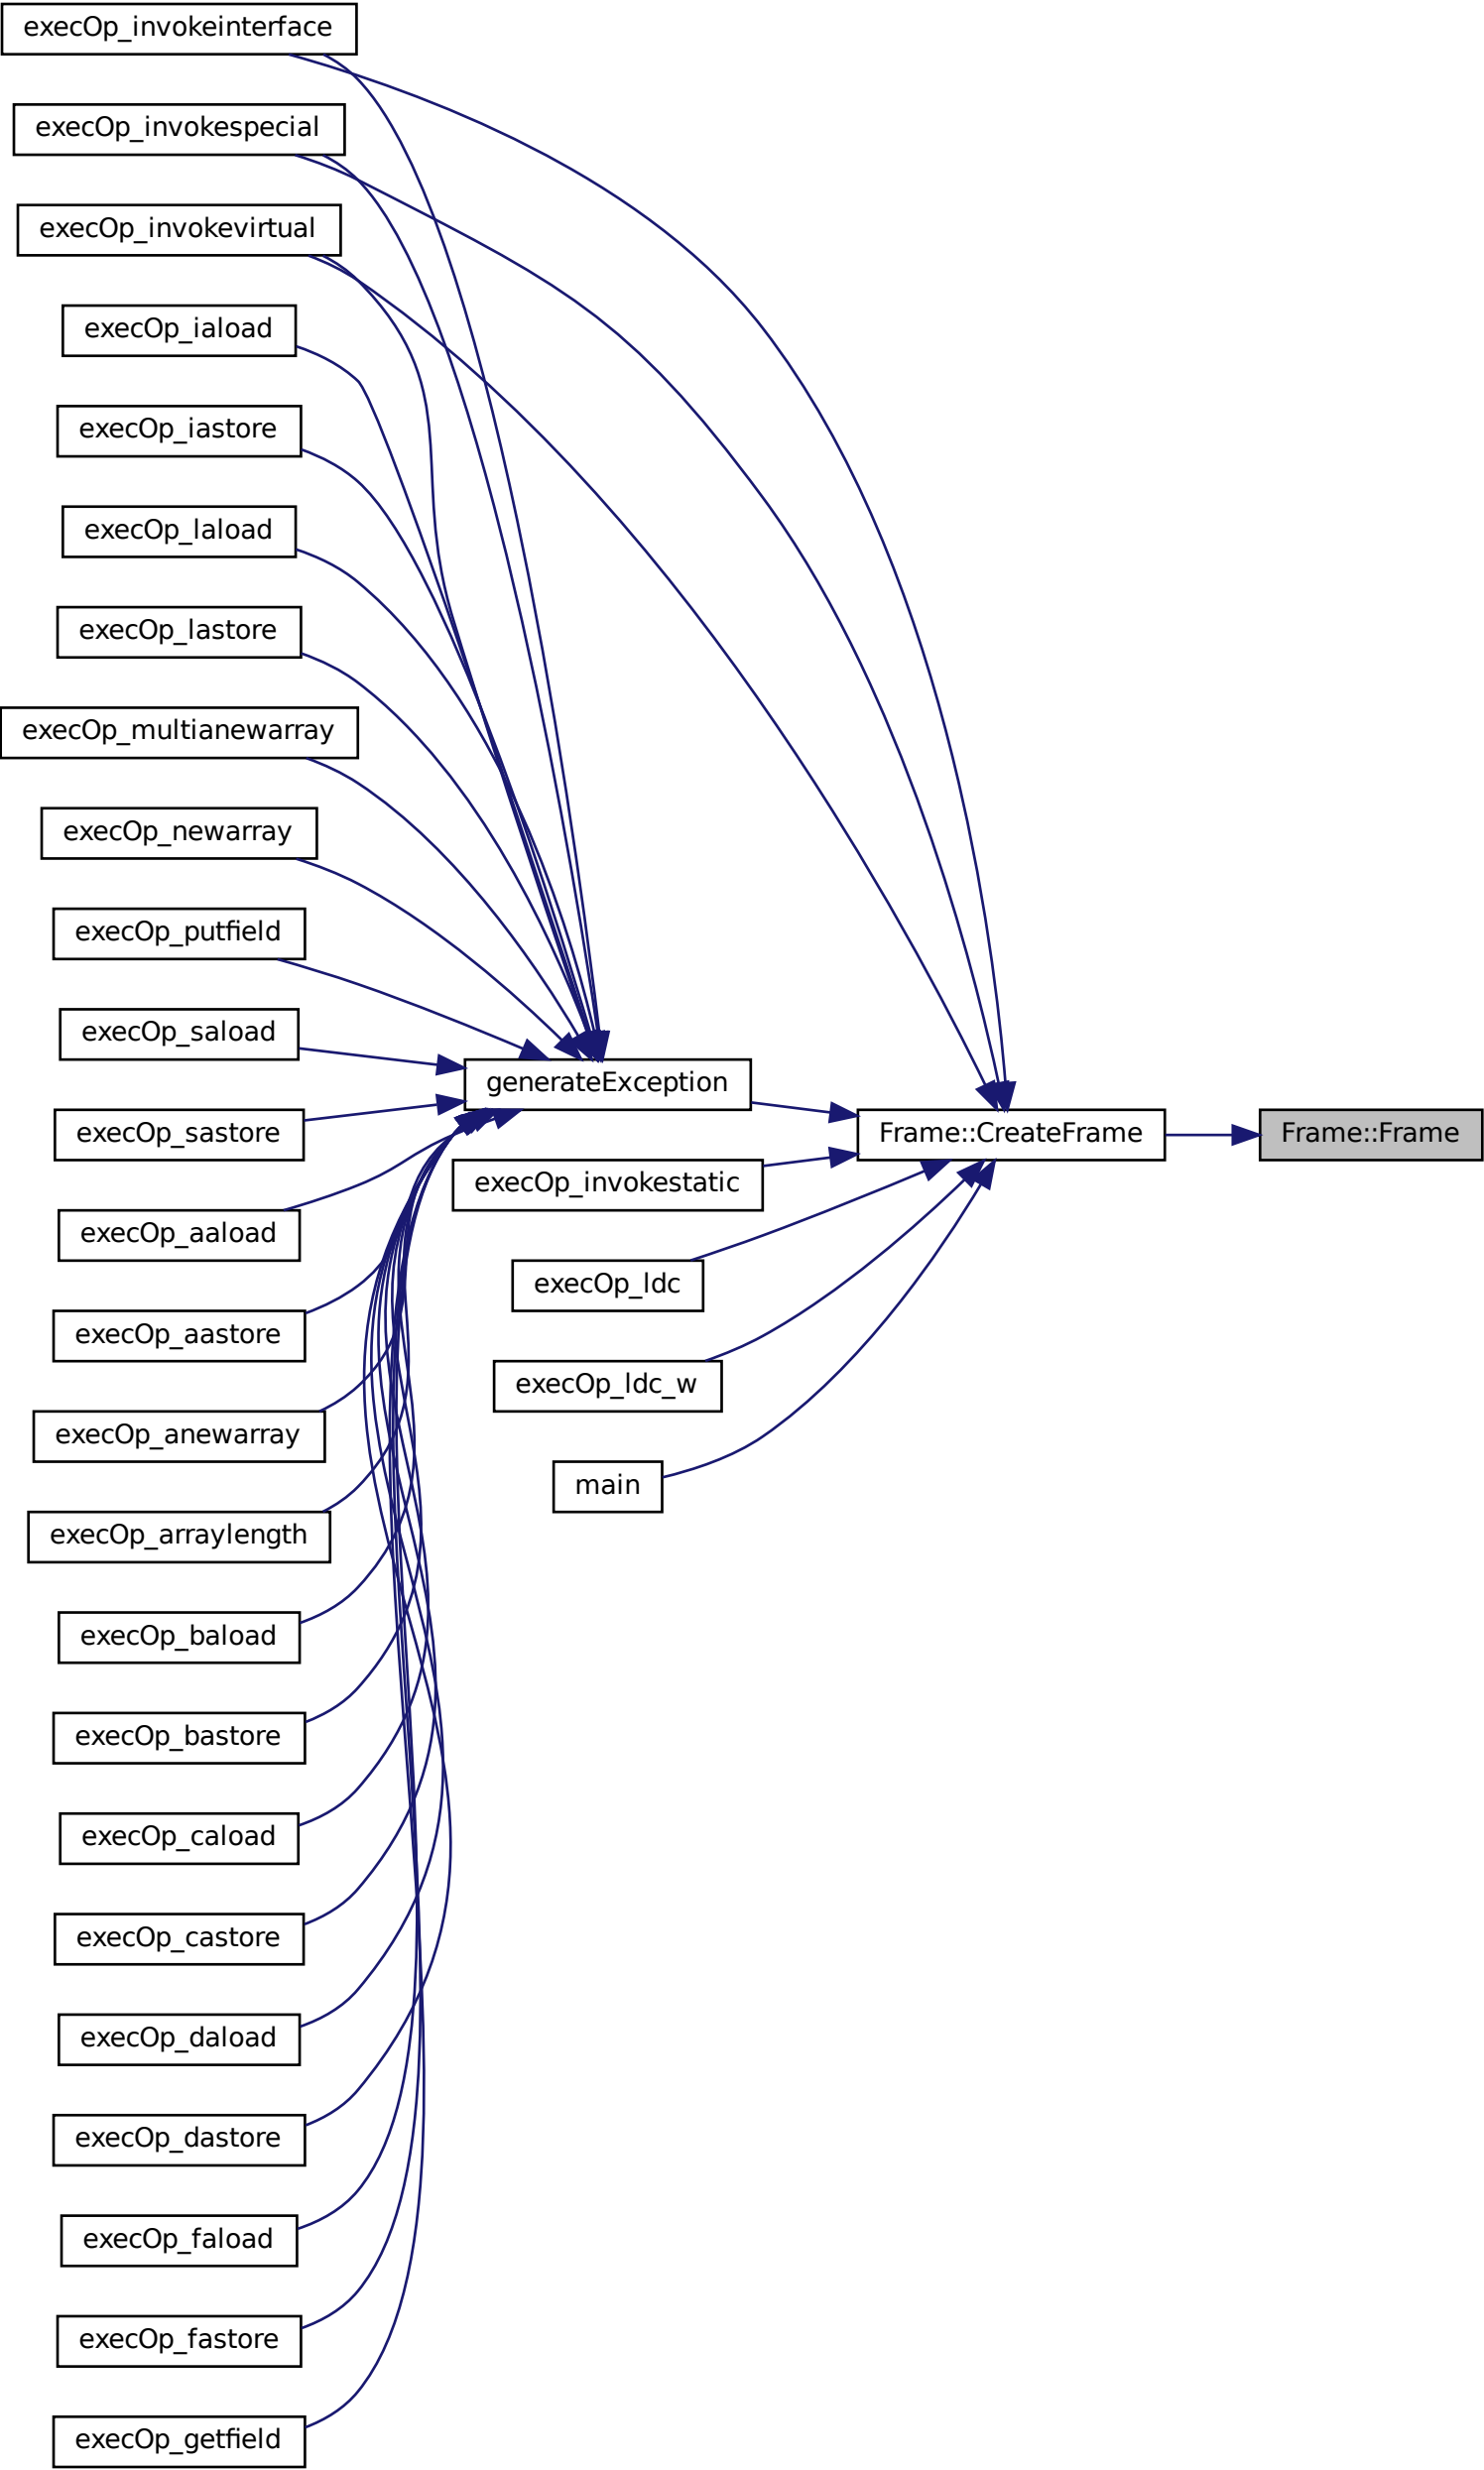 execOp_invokeinterface
execOp_invokespecial
execOp_invokevirtual
execOp_iaload
execOp_iastore
execOp_laload
execOp_lastore
execOp_multianewarray
execOp_newarray
execOp_putfield
execOp_saload
execOp_sastore
execOp_aaload
execOp_aastore
execOp_anewarray
execOp_arraylength
execOp_baload
execOp_bastore
execOp_caload
execOp_castore
execOp_daload
execOp_dastore
execOp_faload
execOp_fastore
execOp_getfield
generateException
execOp_invokestatic
execOp_ldc
execOp_ldc_w
main
Frame::CreateFrame
Frame::Frame